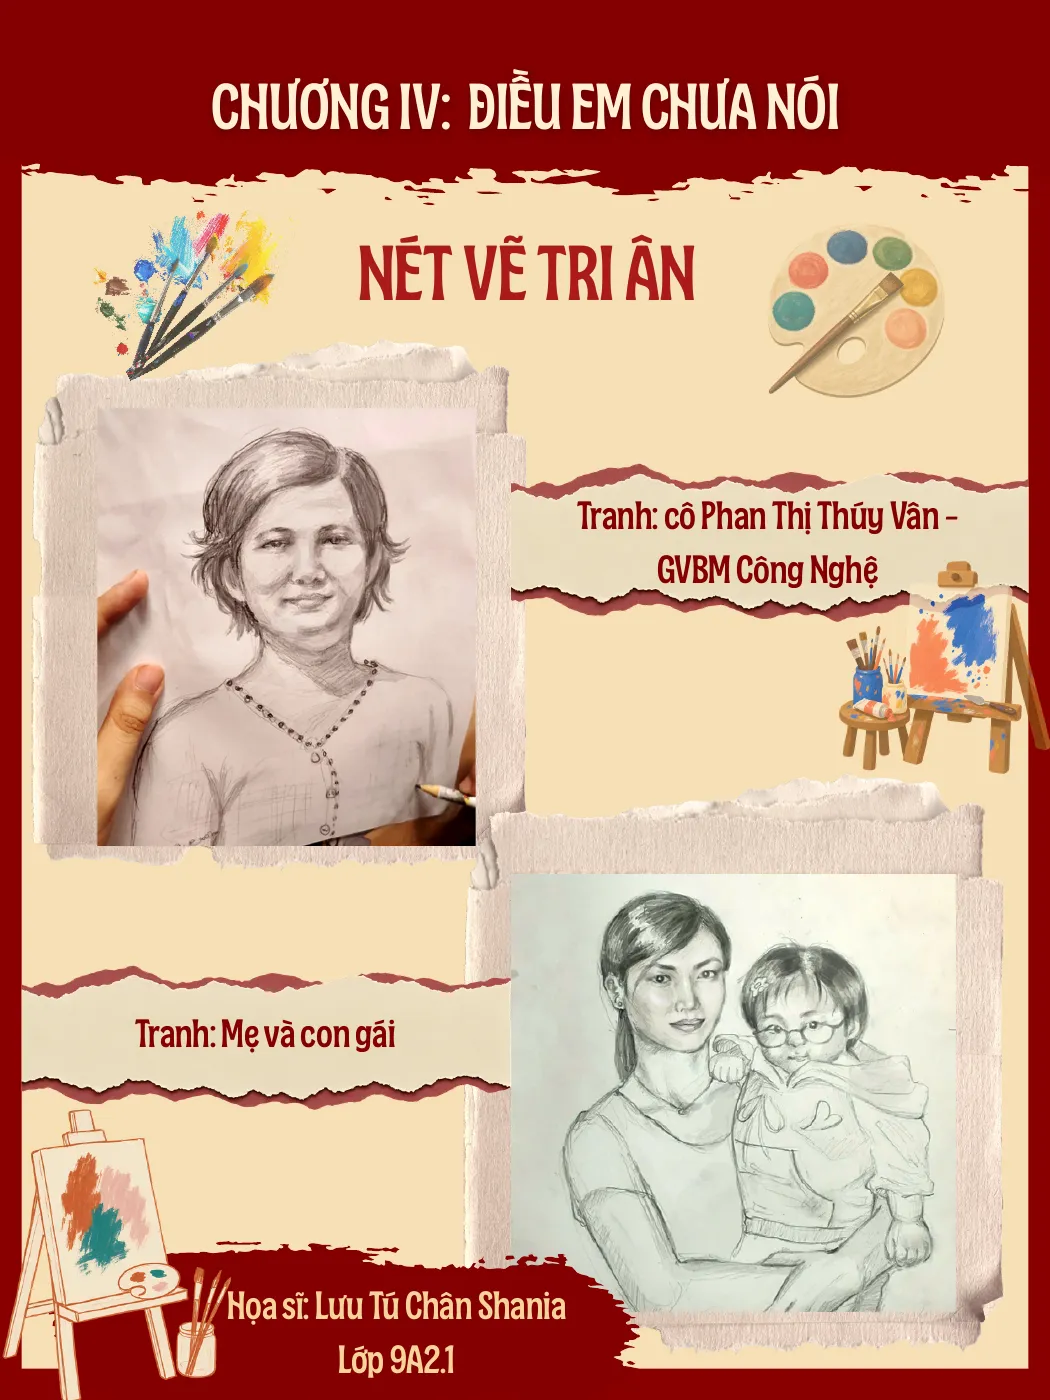 CHƯƠNG IV: ĐIỀU EM CHƯA NÓI
NÉT VẼ TRI ÂN
Tranh: cô Phan Thị Thúy Vân -
GVBM Công Nghệ
Tranh: Mẹ và con gái
Họa sĩ: Lưu Tú Chân Shania
Lớp 9A2.1